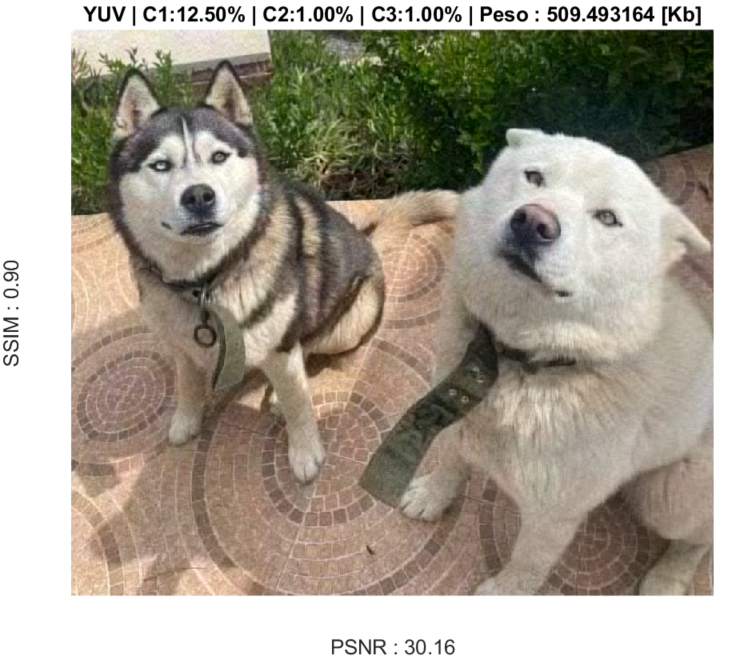 YUV | C1:12.50% | C2:1.00% | C3:1.00% | Peso : 509.493164 [Kb]
SSIM : 0.90
PSNR : 30.16